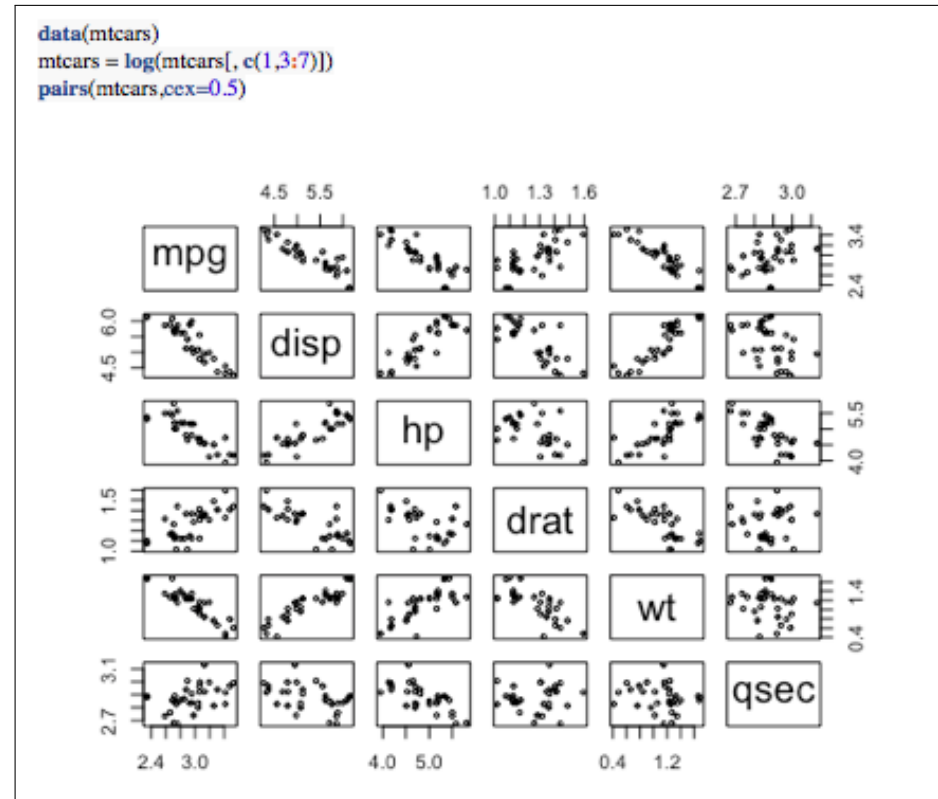 data(mtcars)
mtcars = log(mtcars[, c(1,3:7)])
pairs(mtcars,cex=0.5)
4.5 5.5 1.0 1.3 1.6 2.7 3.0
mpg 2.4 3.4
4.5 6.0 disp
hp 4.0 5.5
1.0 1.5 drat
wt 0.4 1.4
2.7 3.1 qsec
2.4 3.0 4.0 5.0 0.4 1.2